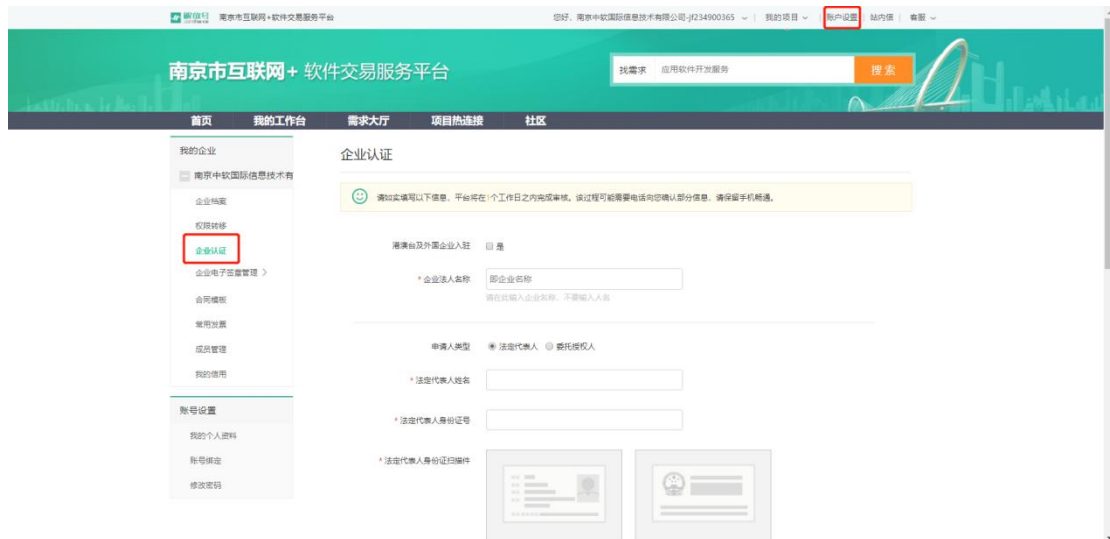 解放号 南京市互联网+软件交易服务平台
您好，南京中软国际信息技术有限公司-jf234900365 | 我的项目 | 账户设置 | 站内信 | 客服
南京市互联网+ 软件交易服务平台
找需求 应用软件开发服务 搜索
首页 我的工作台 需求大厅 项目热连接 社区
我的企业
南京中软国际信息技术有
企业档案
权限转移
企业认证
企业电子签章管理 >
合同模板
常用发票
成员管理
我的信用
账号设置
我的个人资料
账号绑定
修改密码
企业认证
请如实填写以下信息，平台将在1个工作日之内完成审核。该过程可能需要电话向您确认部分信息，请保留手机畅通。
港澳台及外国企业入驻 是
* 企业法人名称 即企业名称
请在此输入企业名称，不要输入人名
申请人类型 法定代表人 委托授权人
* 法定代表人姓名
* 法定代表人身份证号
* 法定代表人身份证扫描件